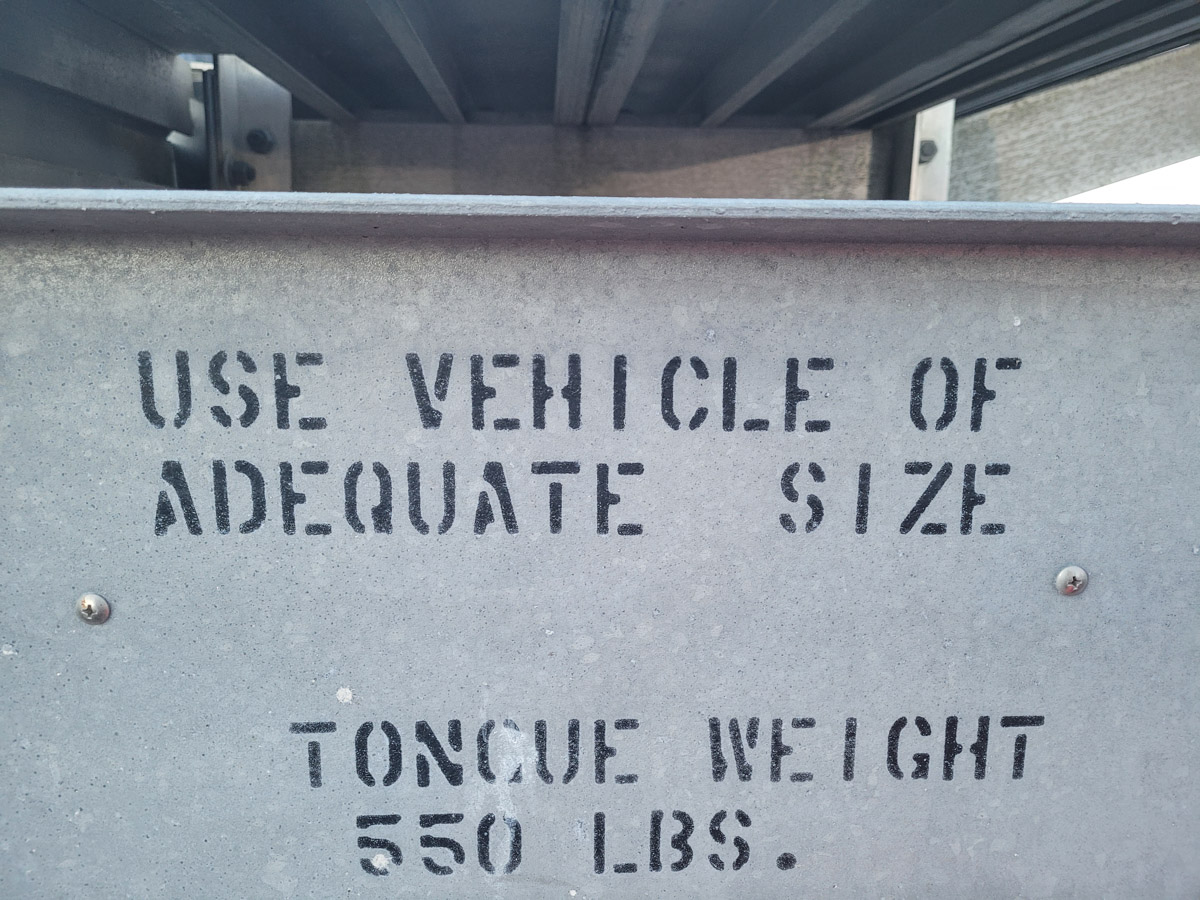 USE VEHICLE OF
ADEQUATE SIZE
TONGUE WEIGHT
550 LBS.